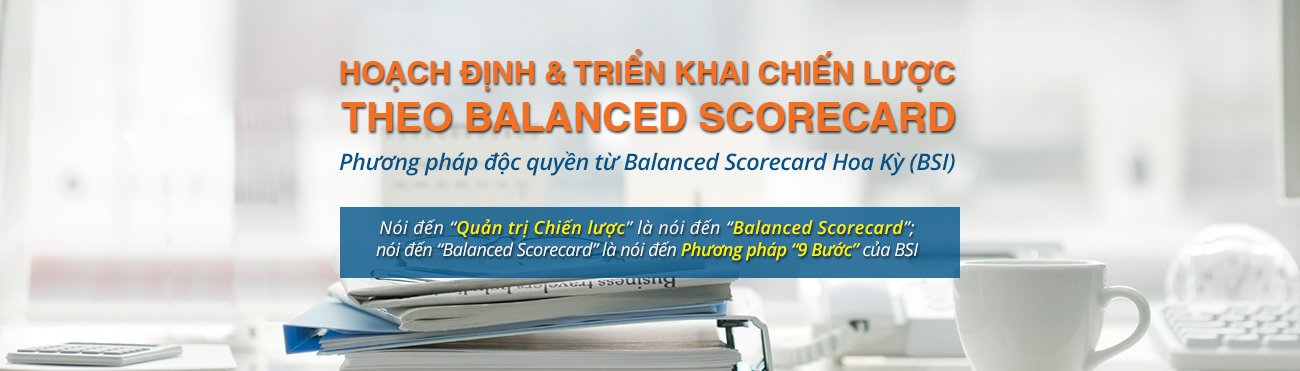 HOẠCH ĐỊNH & TRIỂN KHAI CHIẾN LƯỢC
THEO BALANCED SCORECARD
Phương pháp độc quyền từ Balanced Scorecard Hoa Kỳ (BSI)
Nói đến “Quản trị Chiến lược” là nói đến “Balanced Scorecard”;
nói đến “Balanced Scorecard” là nói đến Phương pháp “9 Bước” của BSI
Business travelers